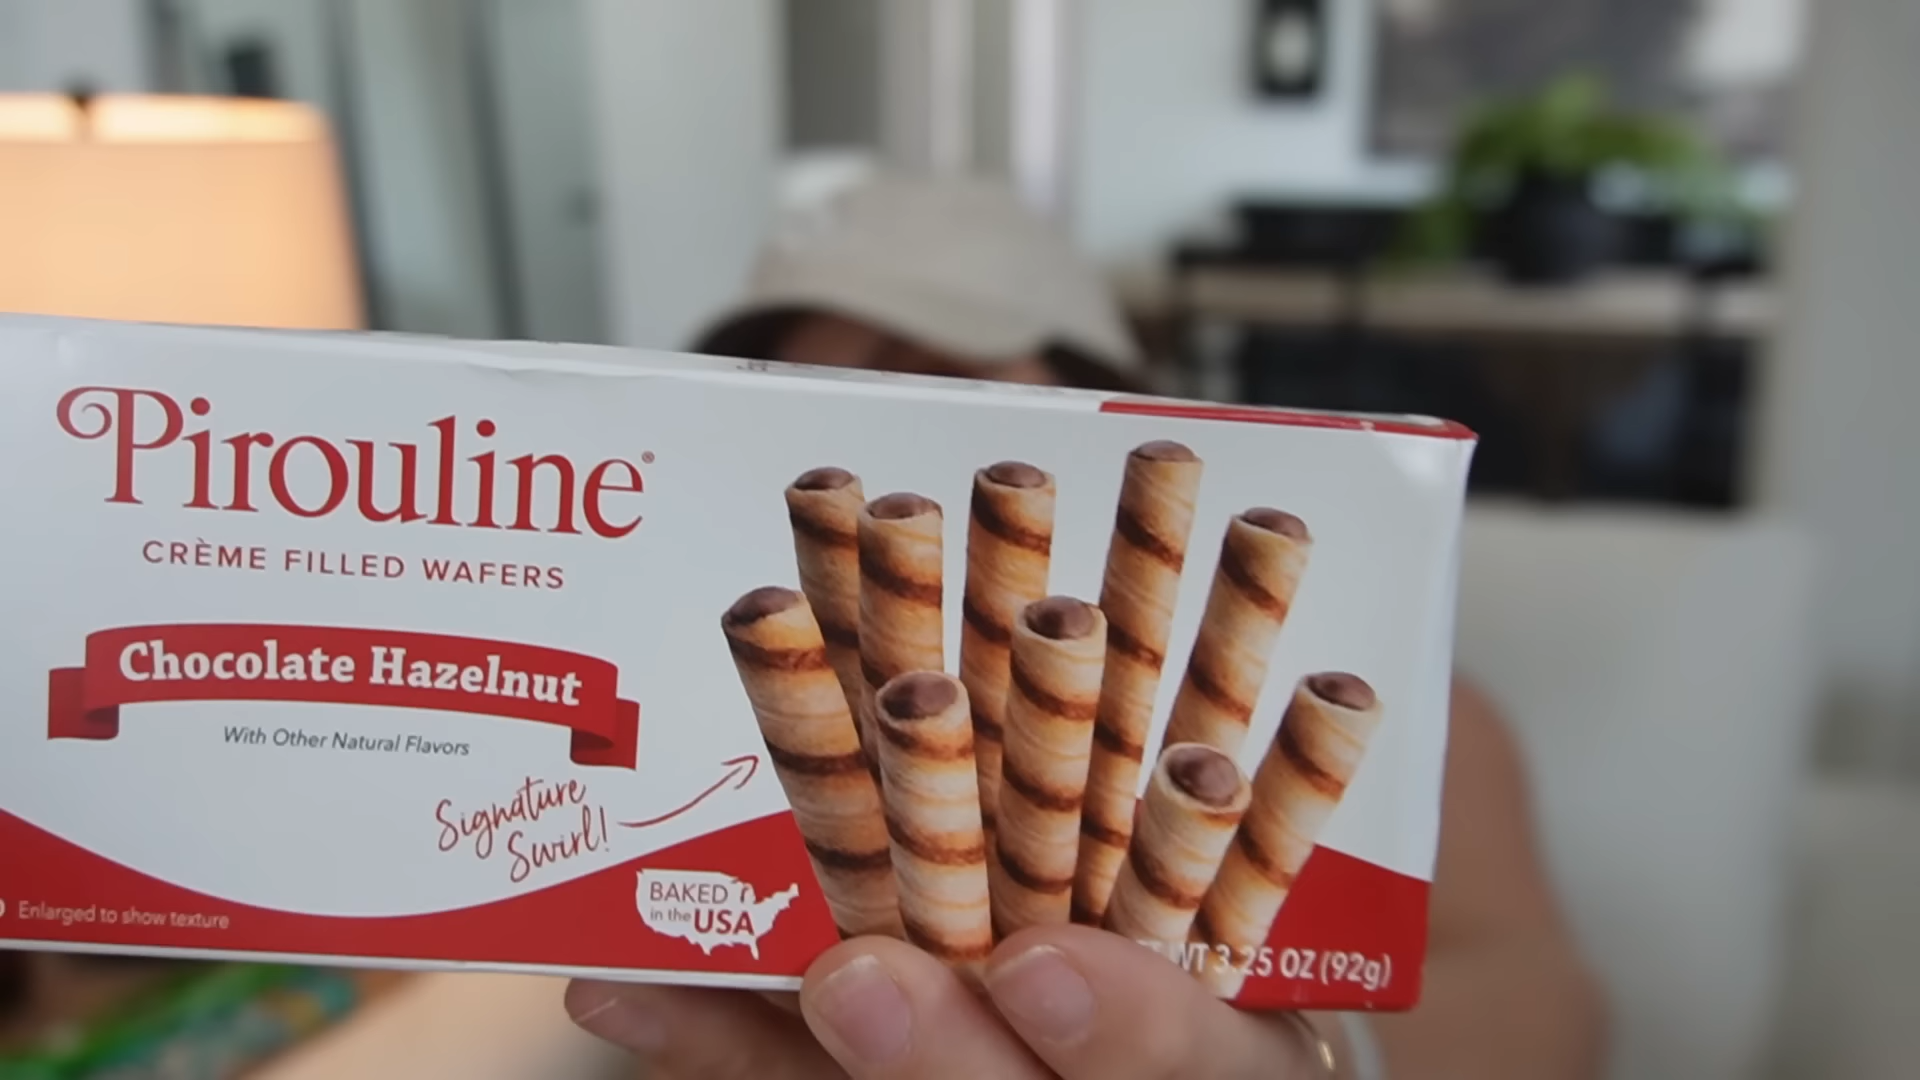 Pirouline®
CRÈME FILLED WAFERS
Chocolate Hazelnut
With Other Natural Flavors
Signature
Swirl!
BAKED
in the USA
Enlarged to show texture
WT 3.25 OZ (92g)